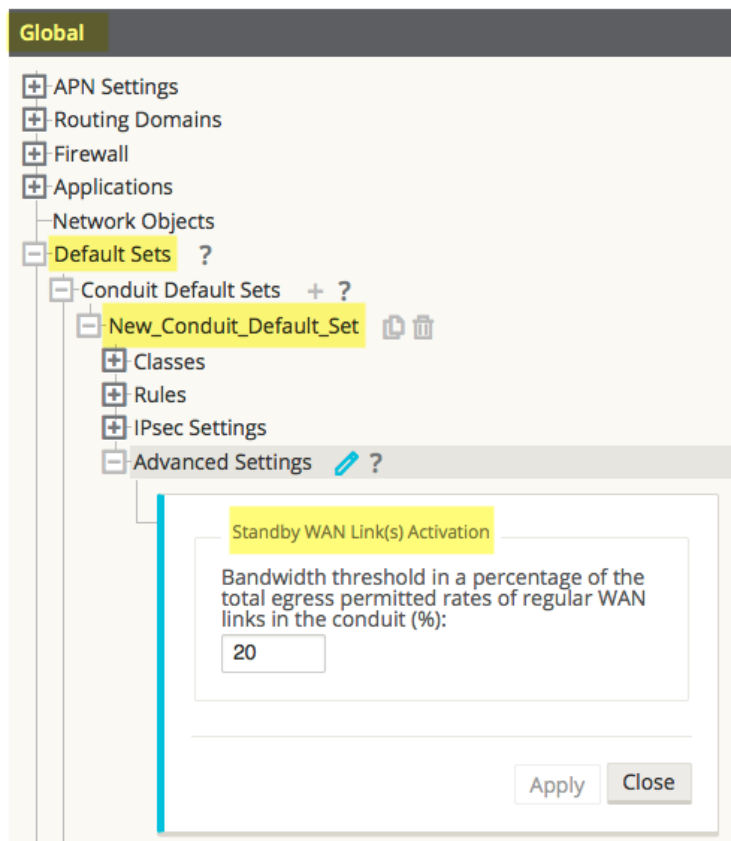 Global
APN Settings
Routing Domains
Firewall
Applications
Network Objects
Default Sets ?
Conduit Default Sets + ?
New_Conduit_Default_Set
Classes
Rules
IPsec Settings
Advanced Settings ?
Standby WAN Link(s) Activation
Bandwidth threshold in a percentage of the
total egress permitted rates of regular WAN
links in the conduit (%):
20
Apply Close